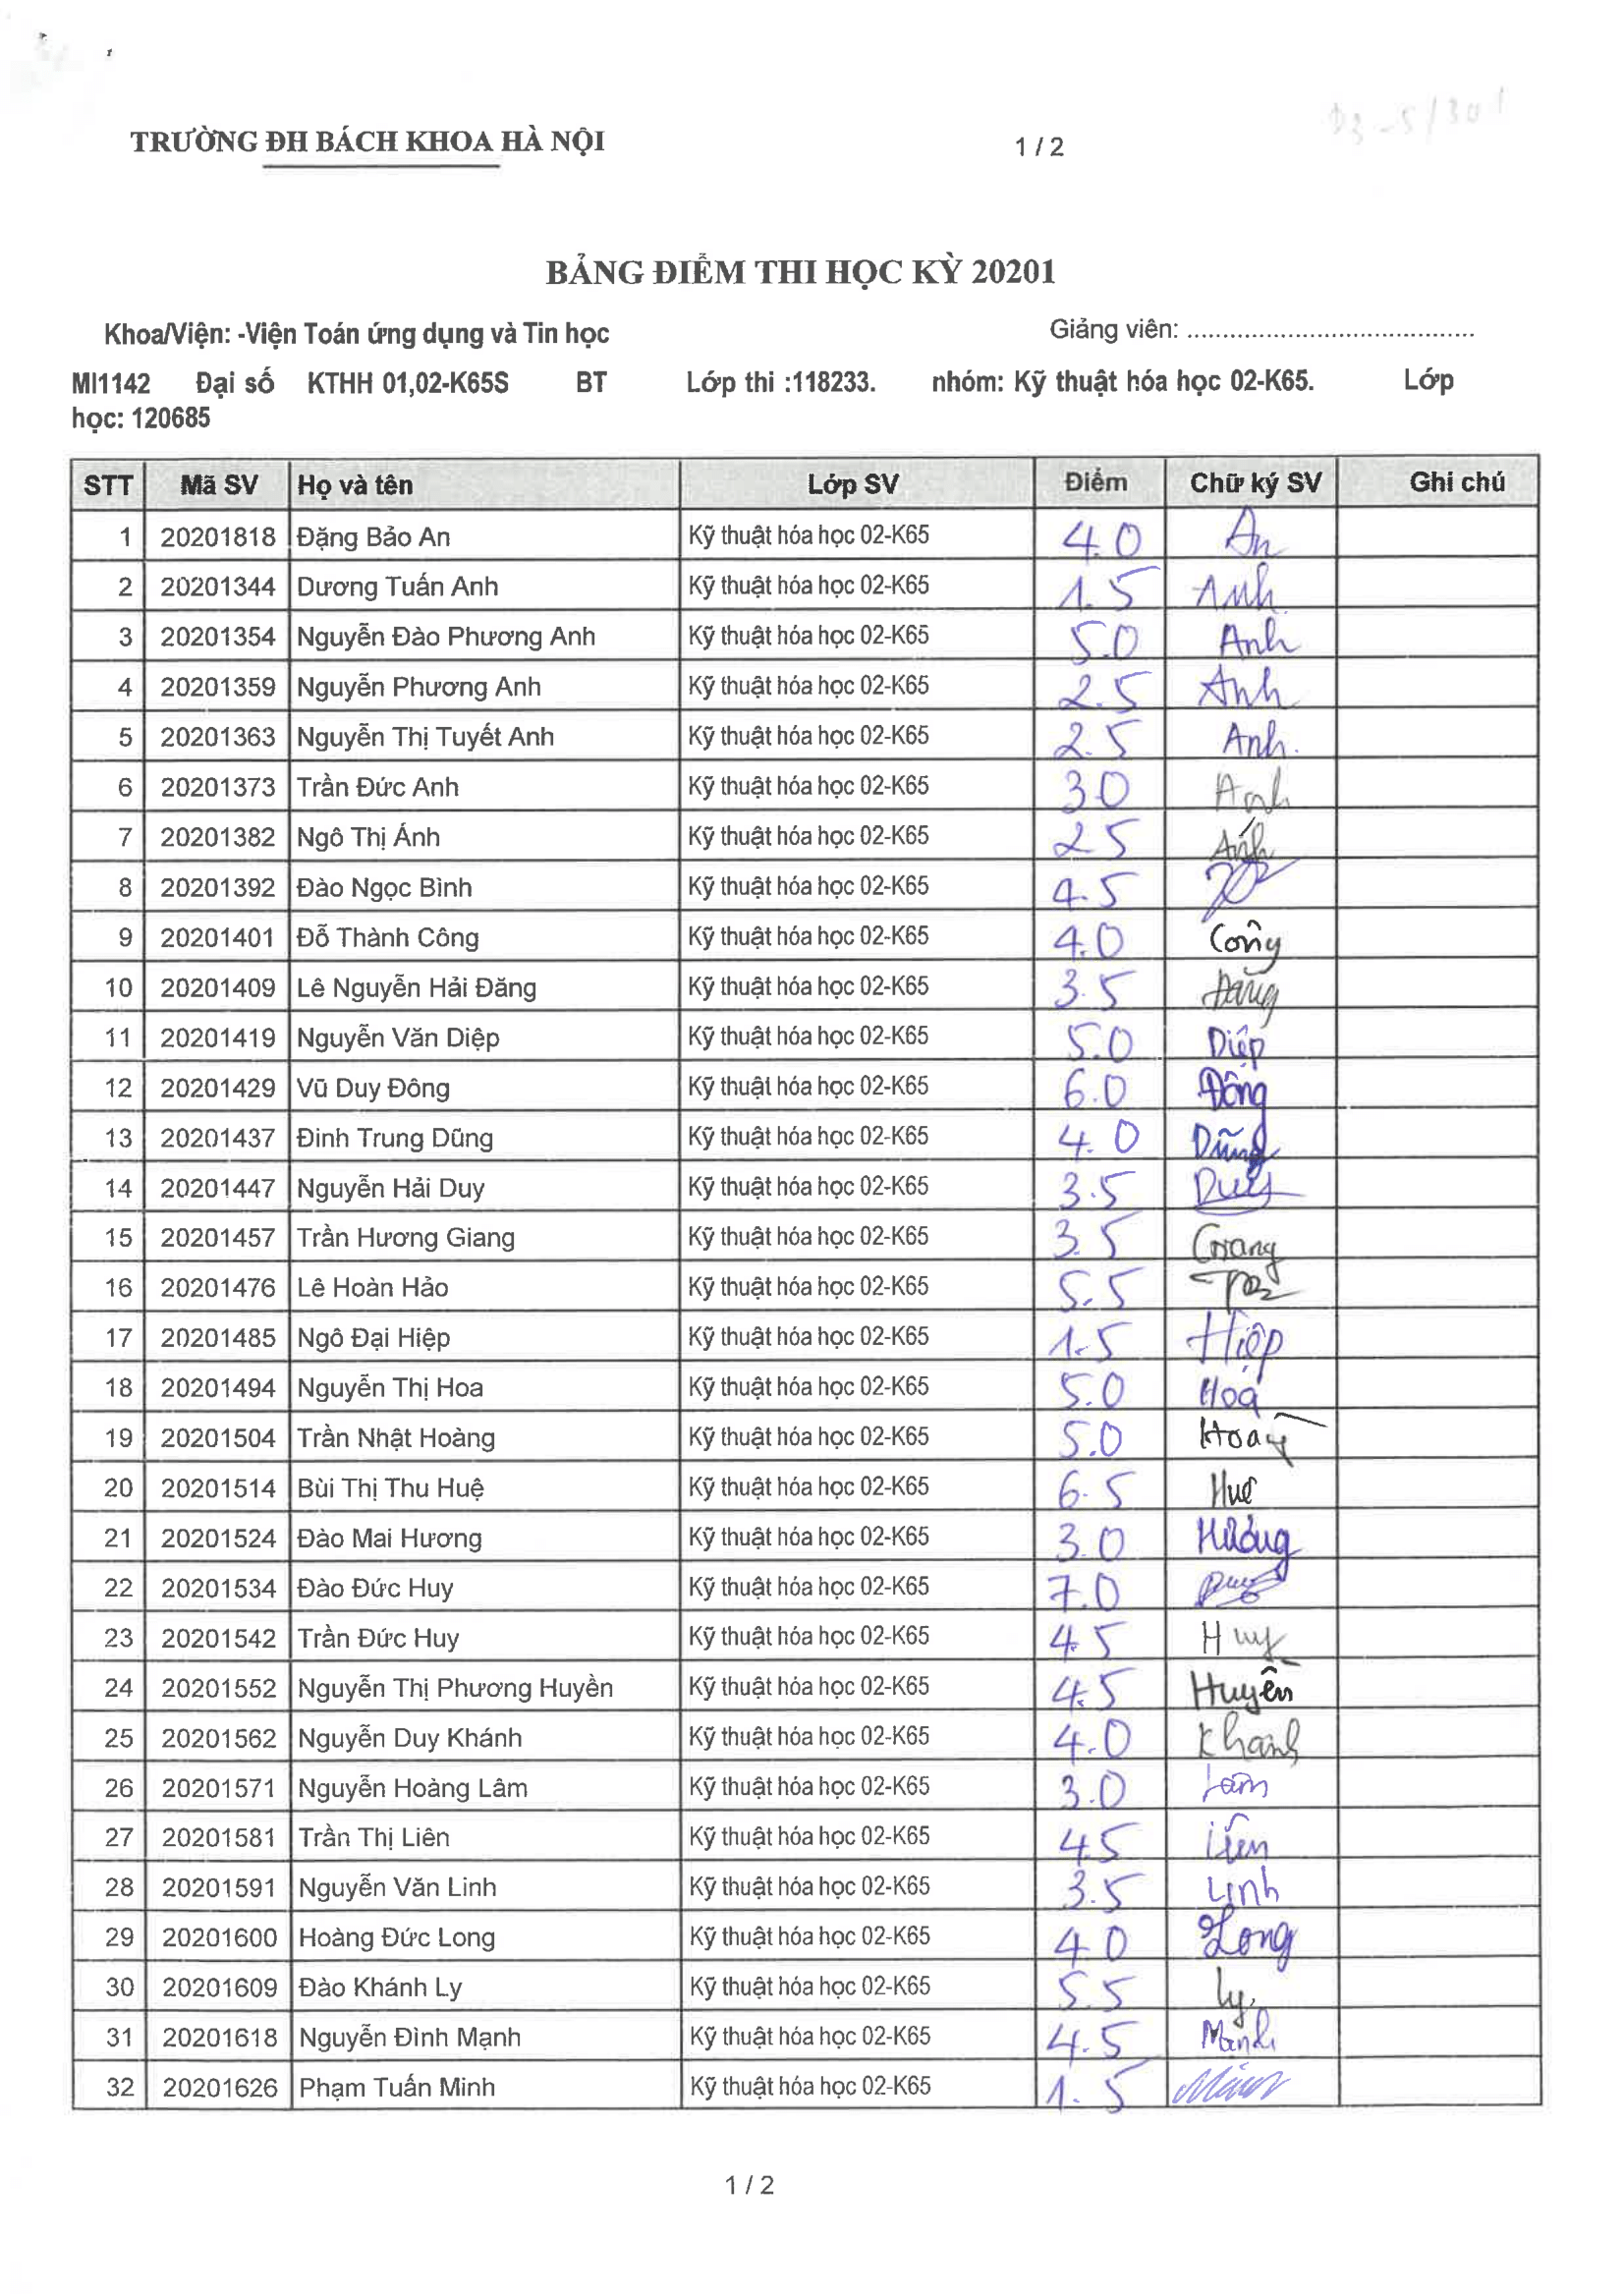 TRƯỜNG ĐH BÁCH KHOA HÀ NỘI 1 / 2
BẢNG ĐIỂM THI HỌC KỲ 20201
Khoa/Viện: -Viện Toán ứng dụng và Tin học Giảng viên: ........................................
MI1142 Đại số KTHH 01,02-K65S BT Lớp thi :118233. nhóm: Kỹ thuật hóa học 02-K65. Lớp
học: 120685
STT Mã SV Họ và tên Lớp SV Điểm Chữ ký SV Ghi chú
1 20201818 Đặng Bảo An Kỹ thuật hóa học 02-K65 4.0 An
2 20201344 Dương Tuấn Anh Kỹ thuật hóa học 02-K65 1.5 Anh
3 20201354 Nguyễn Đào Phương Anh Kỹ thuật hóa học 02-K65 5.0 Anh
4 20201359 Nguyễn Phương Anh Kỹ thuật hóa học 02-K65 2.5 Anh
5 20201363 Nguyễn Thị Tuyết Anh Kỹ thuật hóa học 02-K65 2.5 Anh.
6 20201373 Trần Đức Anh Kỹ thuật hóa học 02-K65 3.0 Anh
7 20201382 Ngô Thị Ánh Kỹ thuật hóa học 02-K65 2.5 Ánh
8 20201392 Đào Ngọc Bình Kỹ thuật hóa học 02-K65 4.5
9 20201401 Đỗ Thành Công Kỹ thuật hóa học 02-K65 4.0 Công
10 20201409 Lê Nguyễn Hải Đăng Kỹ thuật hóa học 02-K65 3.5 Đăng
11 20201419 Nguyễn Văn Diệp Kỹ thuật hóa học 02-K65 5.0 Diệp
12 20201429 Vũ Duy Đông Kỹ thuật hóa học 02-K65 6.0 Đông
13 20201437 Đinh Trung Dũng Kỹ thuật hóa học 02-K65 4.0 Dũng
14 20201447 Nguyễn Hải Duy Kỹ thuật hóa học 02-K65 3.5 Duy
15 20201457 Trần Hương Giang Kỹ thuật hóa học 02-K65 3.5 Giang
16 20201476 Lê Hoàn Hảo Kỹ thuật hóa học 02-K65 5.5
17 20201485 Ngô Đại Hiệp Kỹ thuật hóa học 02-K65 1.5 Hiệp
18 20201494 Nguyễn Thị Hoa Kỹ thuật hóa học 02-K65 5.0 Hoa
19 20201504 Trần Nhật Hoàng Kỹ thuật hóa học 02-K65 5.0 Hoàng
20 20201514 Bùi Thị Thu Huệ Kỹ thuật hóa học 02-K65 6.5 Huệ
21 20201524 Đào Mai Hương Kỹ thuật hóa học 02-K65 3.0 Hương
22 20201534 Đào Đức Huy Kỹ thuật hóa học 02-K65 7.0
23 20201542 Trần Đức Huy Kỹ thuật hóa học 02-K65 4.5 Huy
24 20201552 Nguyễn Thị Phương Huyền Kỹ thuật hóa học 02-K65 4.5 Huyền
25 20201562 Nguyễn Duy Khánh Kỹ thuật hóa học 02-K65 4.0 Khánh
26 20201571 Nguyễn Hoàng Lâm Kỹ thuật hóa học 02-K65 3.0 Lâm
27 20201581 Trần Thị Liên Kỹ thuật hóa học 02-K65 4.5 Liên
28 20201591 Nguyễn Văn Linh Kỹ thuật hóa học 02-K65 3.5 Linh
29 20201600 Hoàng Đức Long Kỹ thuật hóa học 02-K65 4.0 Long
30 20201609 Đào Khánh Ly Kỹ thuật hóa học 02-K65 5.5 Ly
31 20201618 Nguyễn Đình Mạnh Kỹ thuật hóa học 02-K65 4.5 Mạnh
32 20201626 Phạm Tuấn Minh Kỹ thuật hóa học 02-K65 1.5 Minh
1 / 2